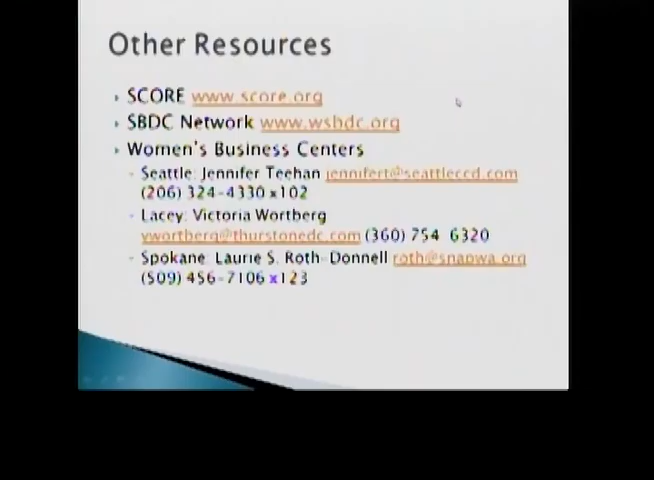 Other Resources
SCORE www.score.org
SBDC Network www.wsbdc.org
Women's Business Centers
Seattle: Jennifer Teehan jennifert@seattleccd.com
(206) 324-4330 x102
Lacey: Victoria Wortberg
vwortberg@thurstonedc.com (360) 754-6320
Spokane: Laurie S. Roth-Donnell roth@snapwa.org
(509) 456-7106 x123